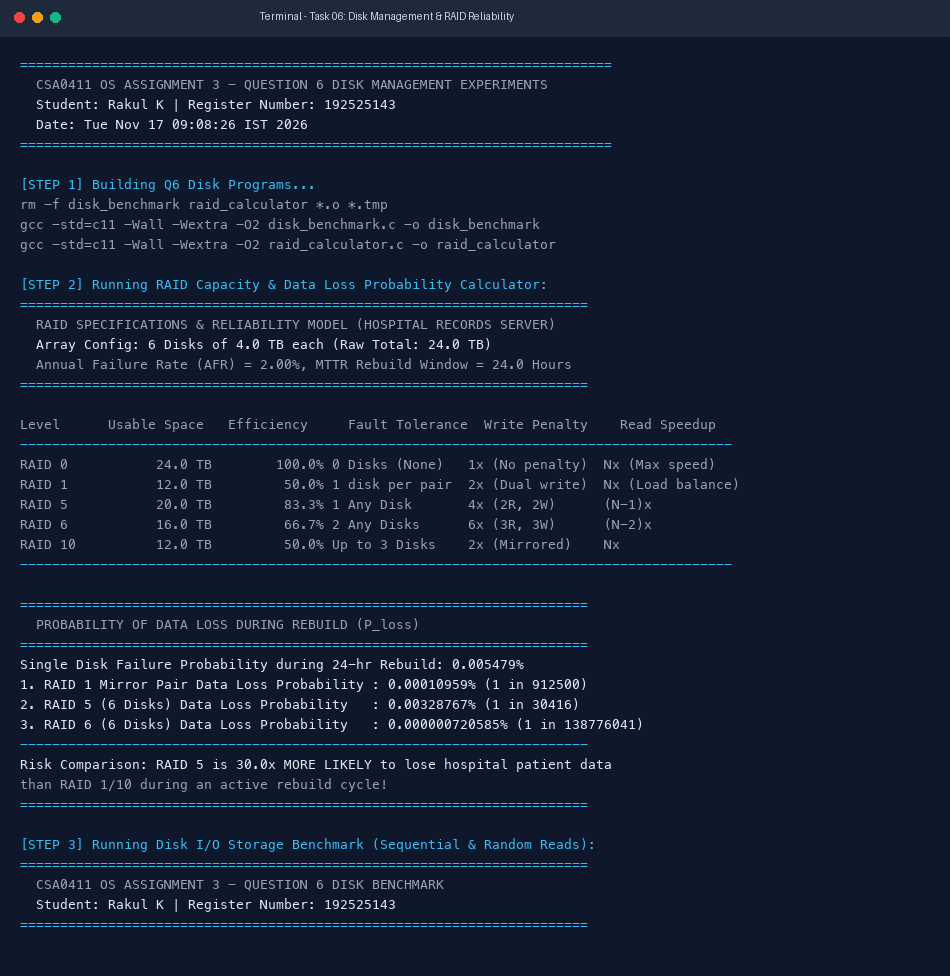 Terminal - Task 06: Disk Management & RAID Reliability
==========================================================================
CSA0411 OS ASSIGNMENT 3 - QUESTION 6 DISK MANAGEMENT EXPERIMENTS
Student: Rakul K | Register Number: 192525143
Date: Tue Nov 17 09:08:26 IST 2026
==========================================================================
[STEP 1] Building Q6 Disk Programs...
rm -f disk_benchmark raid_calculator *.o *.tmp
gcc -std=c11 -Wall -Wextra -O2 disk_benchmark.c -o disk_benchmark
gcc -std=c11 -Wall -Wextra -O2 raid_calculator.c -o raid_calculator
[STEP 2] Running RAID Capacity & Data Loss Probability Calculator:
=======================================================================
RAID SPECIFICATIONS & RELIABILITY MODEL (HOSPITAL RECORDS SERVER)
Array Config: 6 Disks of 4.0 TB each (Raw Total: 24.0 TB)
Annual Failure Rate (AFR) = 2.00%, MTTR Rebuild Window = 24.0 Hours
=======================================================================
Level      Usable Space   Efficiency     Fault Tolerance  Write Penalty    Read Speedup
-----------------------------------------------------------------------------------------
RAID 0           24.0 TB        100.0% 0 Disks (None)   1x (No penalty)  Nx (Max speed)
RAID 1           12.0 TB         50.0% 1 disk per pair  2x (Dual write)  Nx (Load balance)
RAID 5           20.0 TB         83.3% 1 Any Disk       4x (2R, 2W)      (N-1)x
RAID 6           16.0 TB         66.7% 2 Any Disks      6x (3R, 3W)      (N-2)x
RAID 10          12.0 TB         50.0% Up to 3 Disks    2x (Mirrored)    Nx
-----------------------------------------------------------------------------------------
=======================================================================
PROBABILITY OF DATA LOSS DURING REBUILD (P_loss)
=======================================================================
Single Disk Failure Probability during 24-hr Rebuild: 0.005479%
1. RAID 1 Mirror Pair Data Loss Probability : 0.00010959% (1 in 912500)
2. RAID 5 (6 Disks) Data Loss Probability   : 0.00328767% (1 in 30416)
3. RAID 6 (6 Disks) Data Loss Probability   : 0.000000720585% (1 in 138776041)
-----------------------------------------------------------------------
Risk Comparison: RAID 5 is 30.0x MORE LIKELY to lose hospital patient data
than RAID 1/10 during an active rebuild cycle!
=======================================================================
[STEP 3] Running Disk I/O Storage Benchmark (Sequential & Random Reads):
=======================================================================
CSA0411 OS ASSIGNMENT 3 - QUESTION 6 DISK BENCHMARK
Student: Rakul K | Register Number: 192525143
=======================================================================